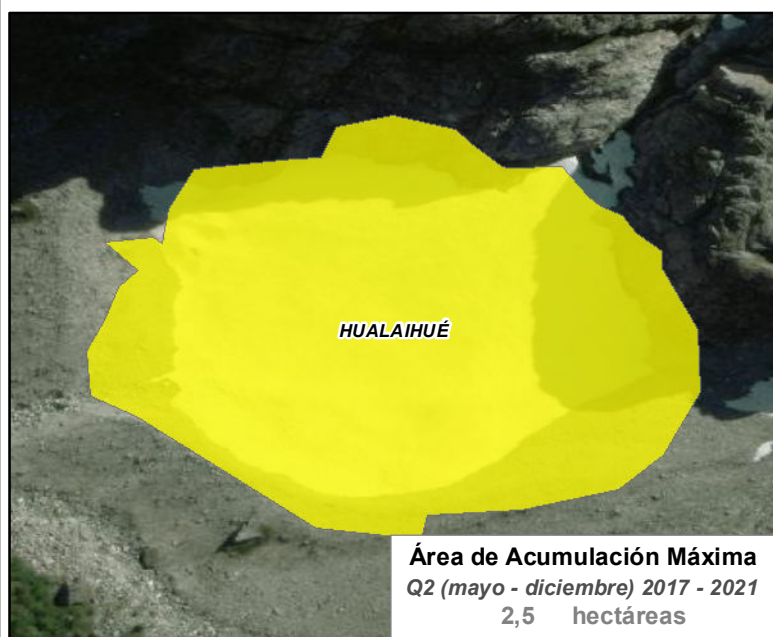 HUALAIHUÉ
Área de Acumulación Máxima
Q2 (mayo - diciembre) 2017 - 2021
2,5 hectáreas